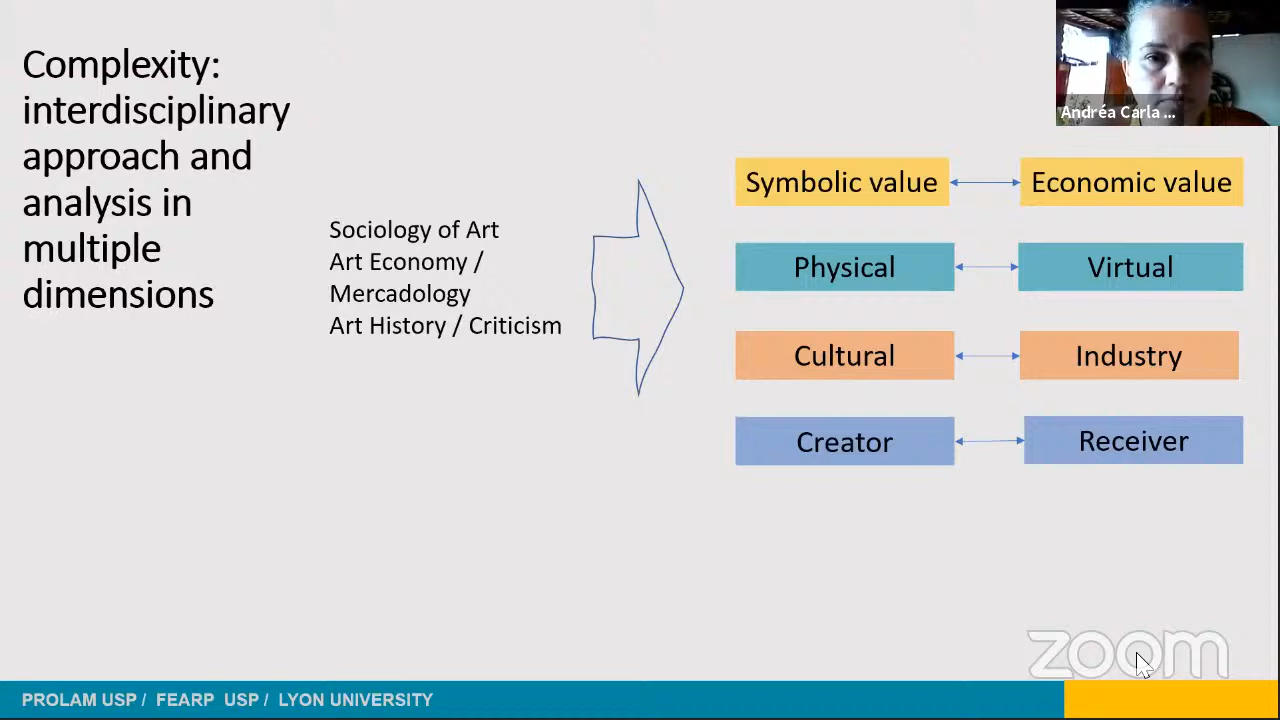 Complexity:
interdisciplinary
approach and
analysis in
multiple
dimensions
Sociology of Art
Art Economy /
Mercadology
Art History / Criticism
Andréa Carla ...
Symbolic value
Economic value
Physical
Virtual
Cultural
Industry
Creator
Receiver
zoom
PROLAM USP / FEARP USP / LYON UNIVERSITY